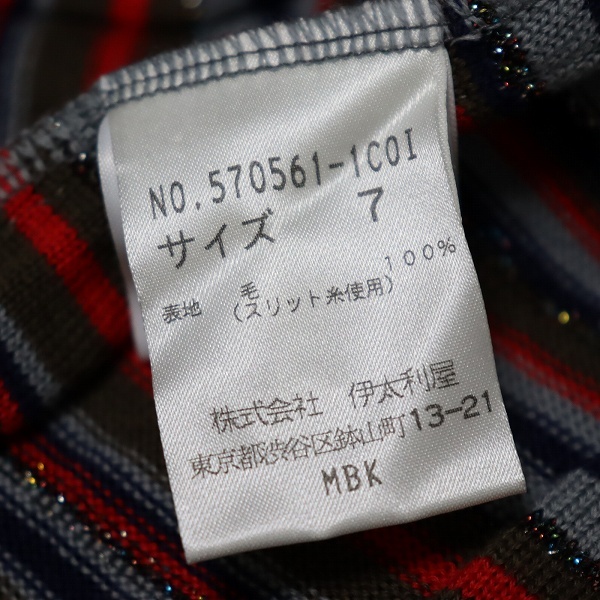 NO.570561-1C0I
サイズ 7
表地 毛 100%
(スリット糸使用)
株式会社 伊太利屋
東京都渋谷区鉢山町13-21
MBK